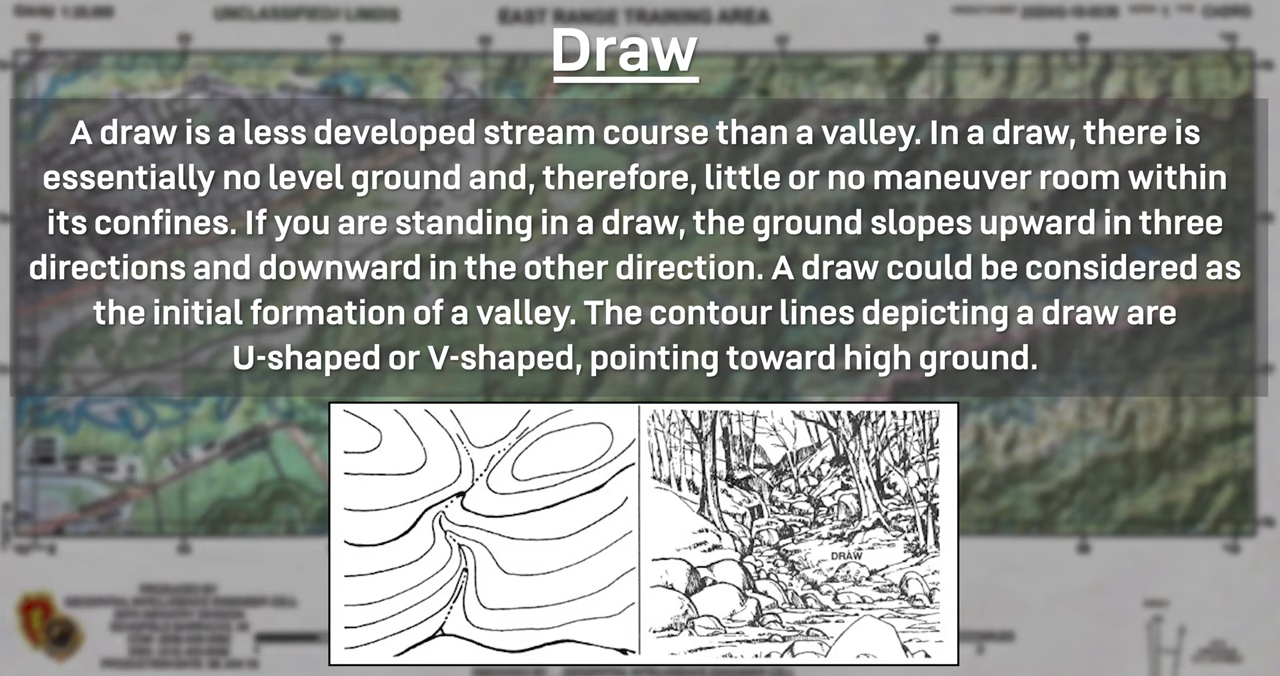 UNCLASSIFIED// LIMDIS
EAST RANGE TRAINING AREA
Draw
A draw is a less developed stream course than a valley. In a draw, there is
essentially no level ground and, therefore, little or no maneuver room within
its confines. If you are standing in a draw, the ground slopes upward in three
directions and downward in the other direction. A draw could be considered as
the initial formation of a valley. The contour lines depicting a draw are
U-shaped or V-shaped, pointing toward high ground.
DRAW